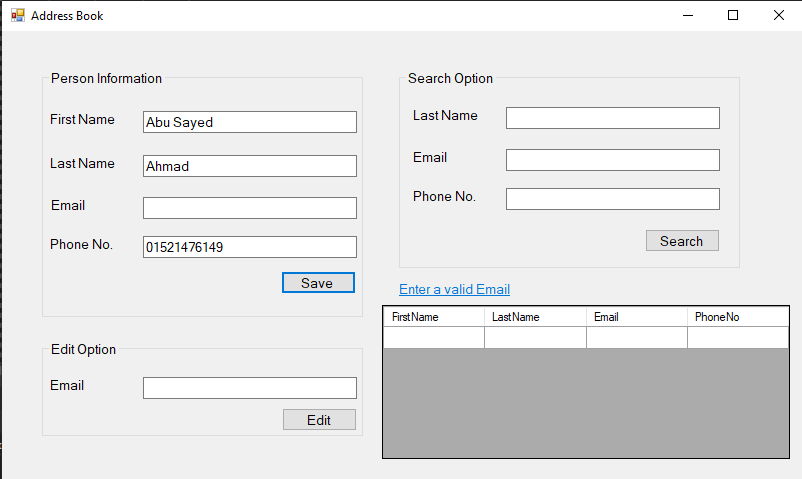 Address Book
Person Information
First Name
Abu Sayed
Last Name
Ahmad
Email
Phone No.
01521476149
Save
Edit Option
Email
Edit
Search Option
Last Name
Email
Phone No.
Search
Enter a valid Email
FirstName LastName Email PhoneNo